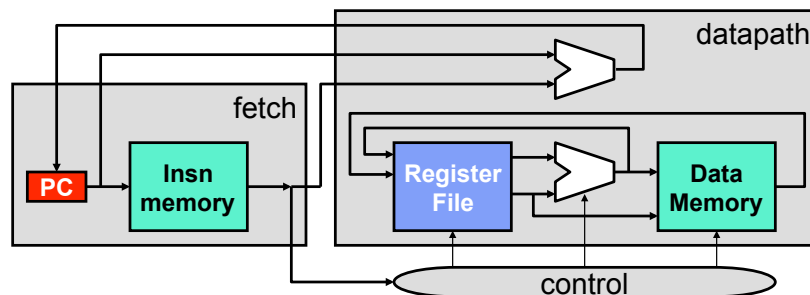 datapath
fetch
PC
Insn
memory
Register
File
Data
Memory
control